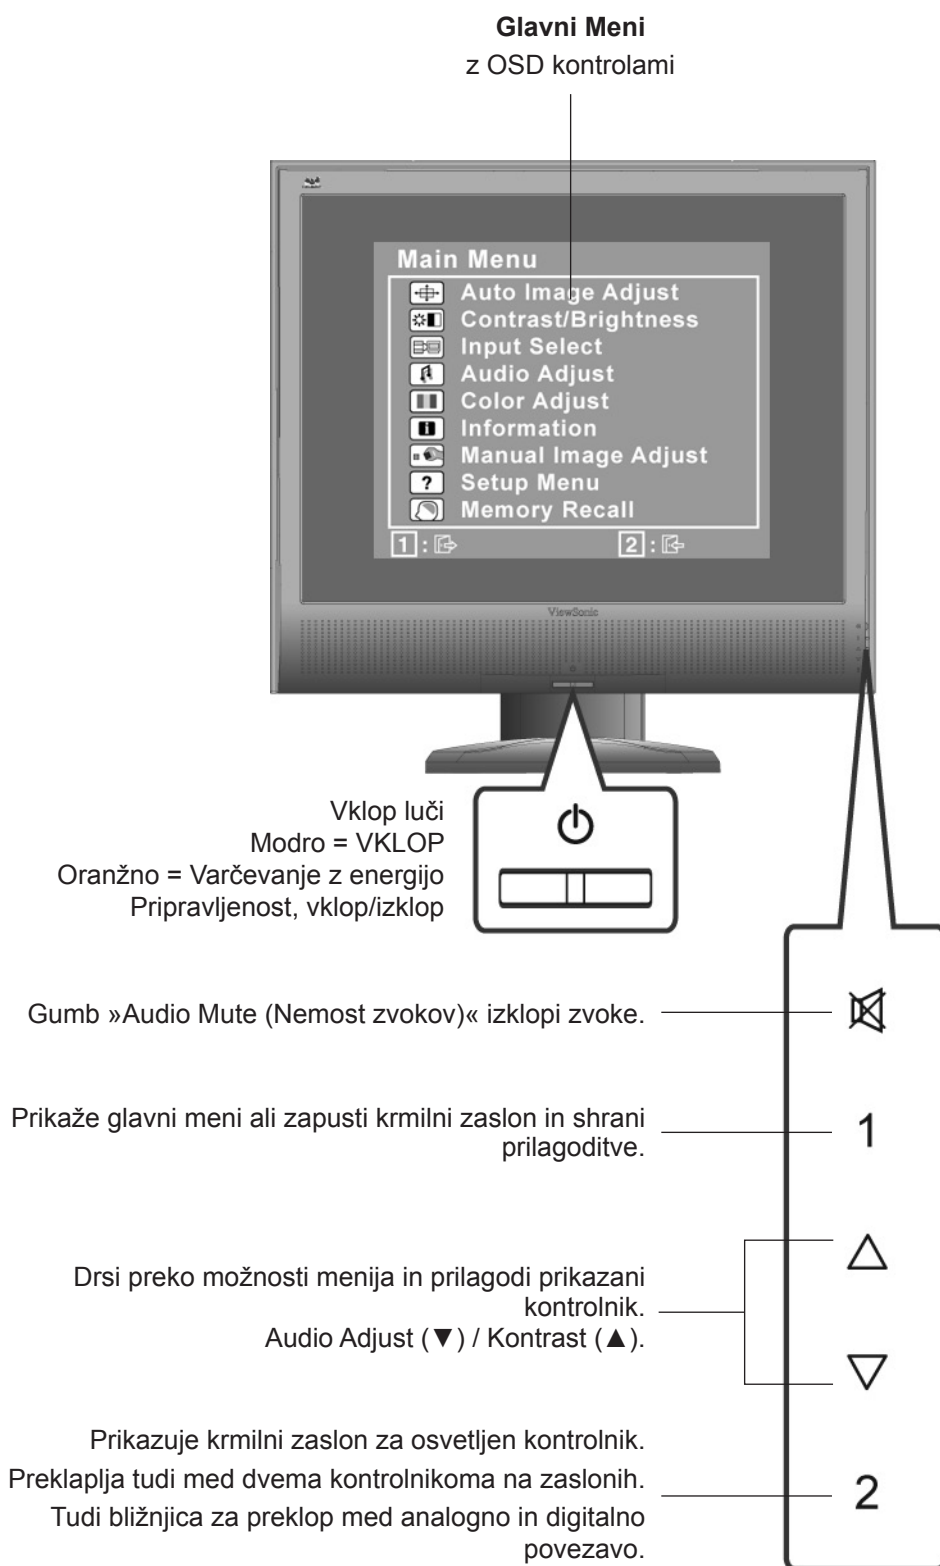 Glavni Meni
z OSD kontrolami
Main Menu
Auto Image Adjust
Contrast/Brightness
Input Select
Audio Adjust
Color Adjust
Information
Manual Image Adjust
? Setup Menu
Memory Recall
1 : 2 :
ViewSonic
Vklop luči
Modro = VKLOP
Oranžno = Varčevanje z energijo
Pripravljenost, vklop/izklop
Gumb »Audio Mute (Nemost zvokov)« izklopi zvoke.
Prikaže glavni meni ali zapusti krmilni zaslon in shrani
prilagoditve.
1
Drsi preko možnosti menija in prilagodi prikazani
kontrolnik.
Audio Adjust (▼) / Kontrast (▲).
Prikazuje krmilni zaslon za osvetljen kontrolnik.
Preklaplja tudi med dvema kontrolnikoma na zaslonih.
Tudi bližnjica za preklop med analogno in digitalno
povezavo.
2